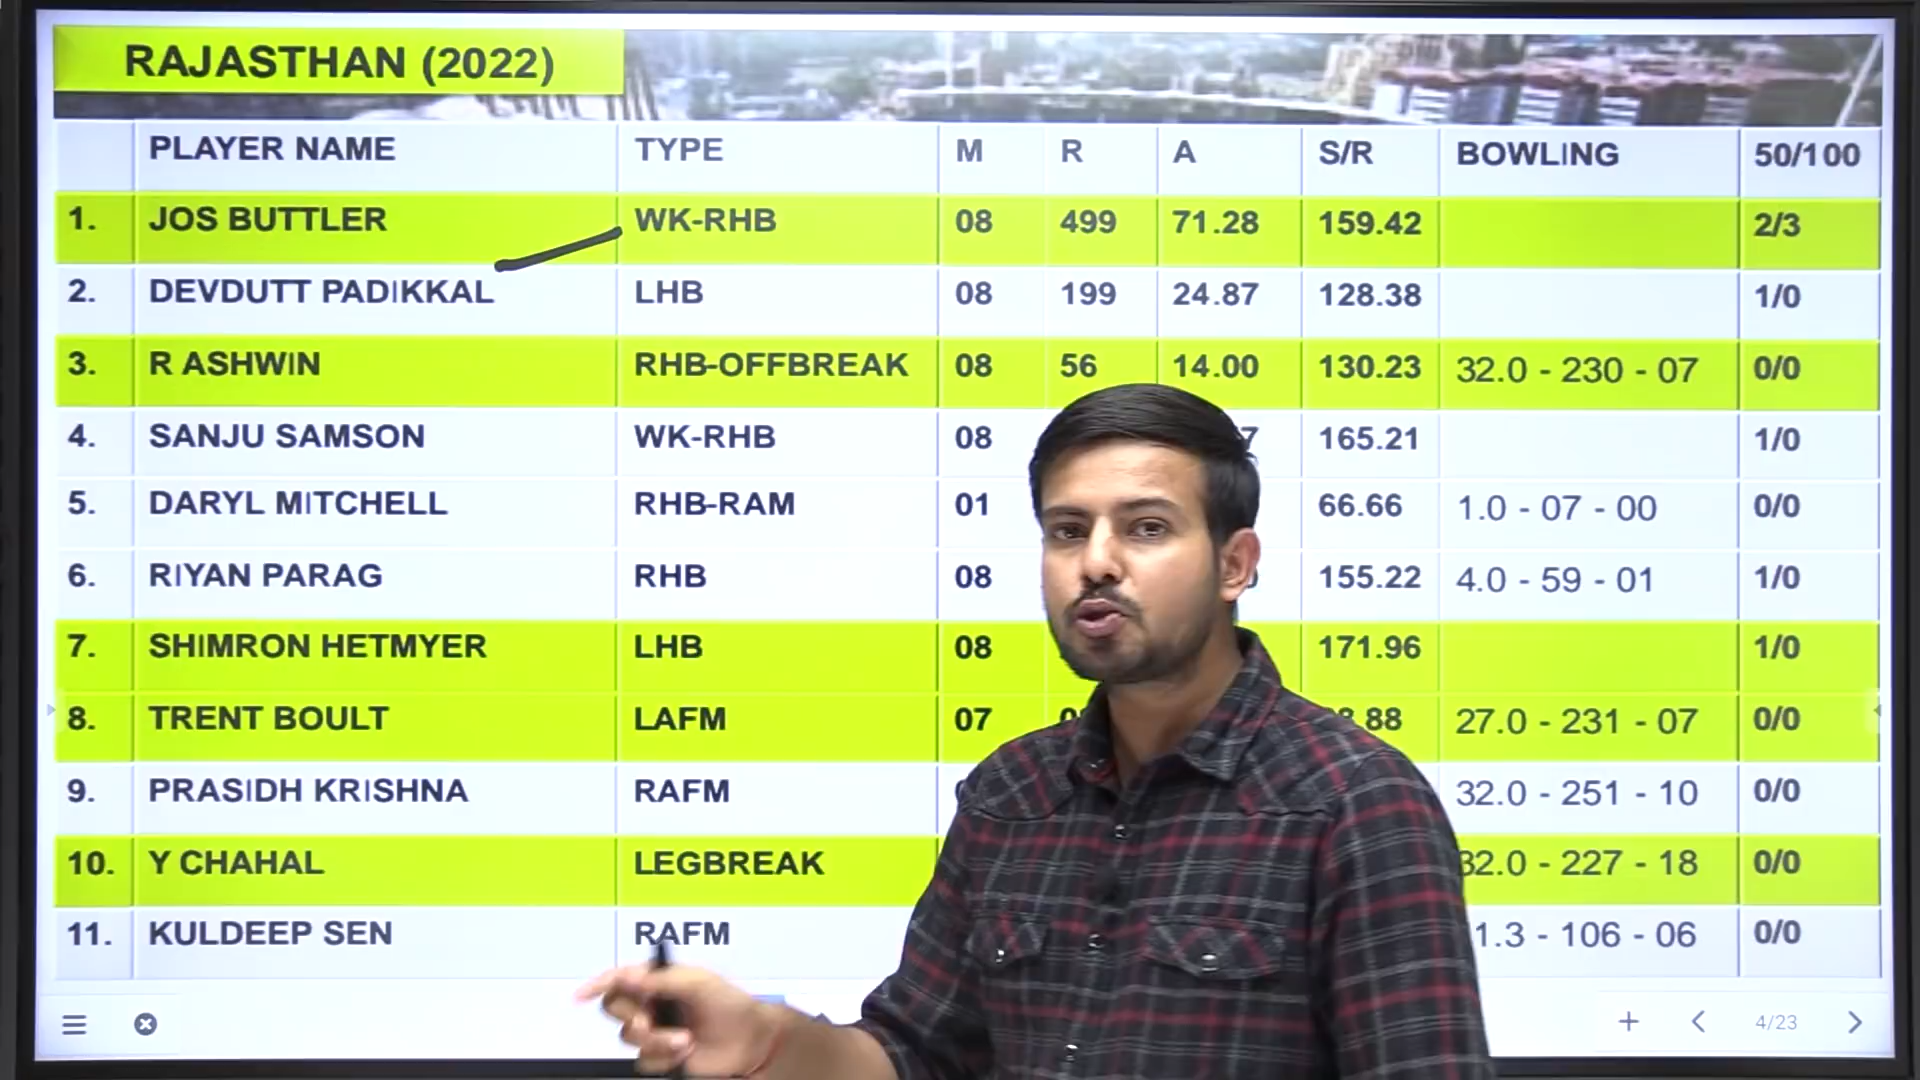 RAJASTHAN (2022)
PLAYER NAME TYPE M R A S/R BOWLING 50/100
1. JOS BUTTLER WK-RHB 08 499 71.28 159.42 2/3
2. DEVDUTT PADIKKAL LHB 08 199 24.87 128.38 1/0
3. R ASHWIN RHB-OFFBREAK 08 56 14.00 130.23 32.0 - 230 - 07 0/0
4. SANJU SAMSON WK-RHB 08 165.21 1/0
5. DARYL MITCHELL RHB-RAM 01 66.66 1.0 - 07 - 00 0/0
6. RIYAN PARAG RHB 08 155.22 4.0 - 59 - 01 1/0
7. SHIMRON HETMYER LHB 08 171.96 1/0
8. TRENT BOULT LAFM 07 27.0 - 231 - 07 0/0
9. PRASIDH KRISHNA RAFM 32.0 - 251 - 10 0/0
10. Y CHAHAL LEGBREAK 32.0 - 227 - 18 0/0
11. KULDEEP SEN RAFM 1.3 - 106 - 06 0/0
4/23